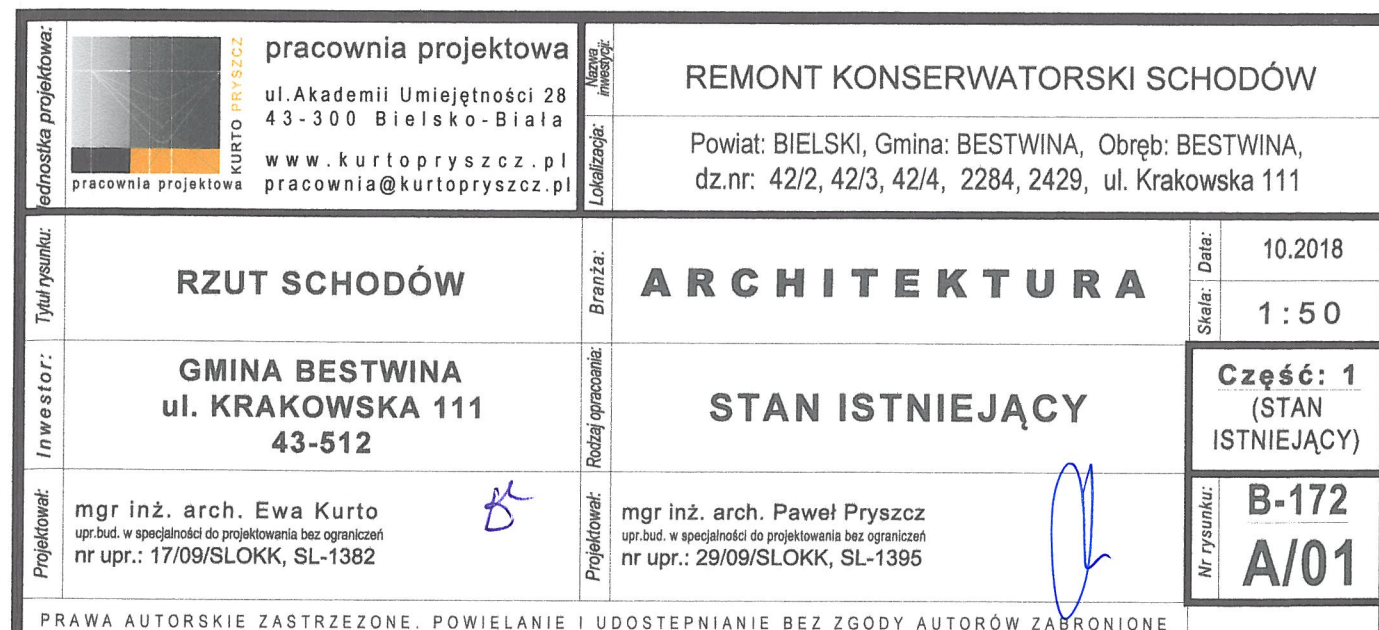 Jednostka projektowa:
KURTO PRYSZCZ
pracownia projektowa
pracownia projektowa
ul.Akademii Umiejętności 28
43-300 Bielsko-Biała
www.kurtopryszcz.pl
pracownia@kurtopryszcz.pl
Nazwa
inwestycji:
REMONT KONSERWATORSKI SCHODÓW
Lokalizacja:
Powiat: BIELSKI, Gmina: BESTWINA, Obręb: BESTWINA,
dz.nr: 42/2, 42/3, 42/4, 2284, 2429, ul. Krakowska 111
Tytuł rysunku:
RZUT SCHODÓW
Branża:
ARCHITEKTURA
Data:
10.2018
Skala:
1:50
Inwestor:
GMINA BESTWINA
ul. KRAKOWSKA 111
43-512
Rodzaj opracoania:
STAN ISTNIEJĄCY
Część: 1
(STAN
ISTNIEJĄCY)
Projektował:
mgr inż. arch. Ewa Kurto
upr.bud. w specjalności do projektowania bez ograniczeń
nr upr.: 17/09/SLOKK, SL-1382
Projektował:
mgr inż. arch. Paweł Pryszcz
upr.bud. w specjalności do projektowania bez ograniczeń
nr upr.: 29/09/SLOKK, SL-1395
Nr rysunku:
B-172
A/01
PRAWA AUTORSKIE ZASTRZEZONE. POWIELANIE I UDOSTEPNIANIE BEZ ZGODY AUTORÓW ZABRONIONE